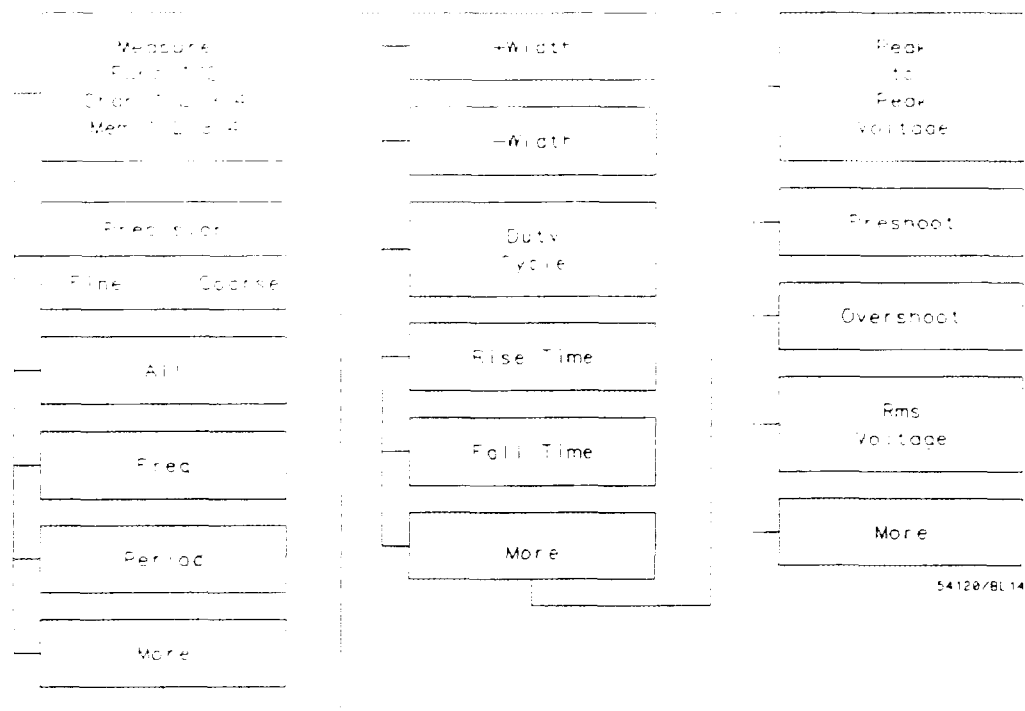 Measure
Precision
Fine Coarse
All
Freq
Period
More
+Width
-Width
Duty
Cycle
Rise Time
Fall Time
More
Peak
to
Peak
Voltage
Preshoot
Overshoot
Rms
Voltage
More
54120/BL14